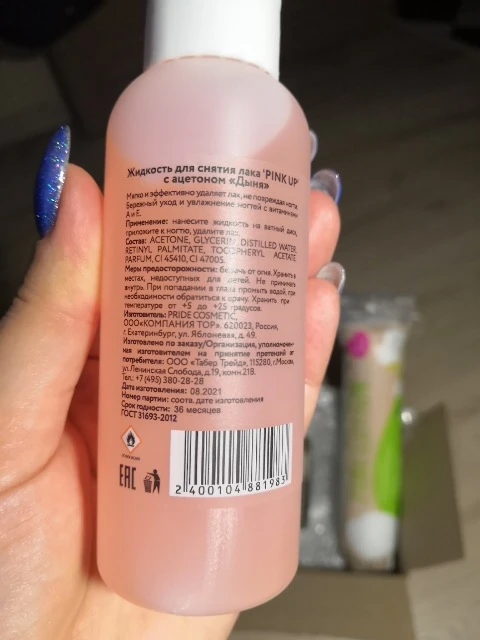 Жидкость для снятия лака "PINK UP"
с ацетоном «Дыня»
Мягко и эффективно удаляет лак, не повреждая ногти.
Бережный уход и увлажнение ногтей с витаминами
А и Е.
Применение: нанесите жидкость на ватный диск,
приложите к ногтю, удалите лак.
Состав: ACETONE, GLYCERIN, DISTILLED WATER,
RETINYL PALMITATE, TOCOPHERYL ACETATE
PARFUM, CI 45410, CI 47005.
Меры предосторожности: беречь от огня. Хранить в
местах, недоступных для детей. Не принимать
внутрь. При попадании в глаза промыть водой, при
необходимости обратиться к врачу. Хранить при
температуре от +5 до +25 градусов.
Изготовитель: PRIDE COSMETIC,
ООО«КОМПАНИЯ ТОР». 620023, Россия,
г. Екатеринбург, ул. Яблоневая, д. 49.
Изготовлено по заказу/Организация, уполномочен-
ная изготовителем на принятие претензий от
потребителя: ООО «Табер Трейд», 115280, г.Москва,
ул.Ленинская Слобода, д.19, комн.21В.
Тел.: +7 (495) 380-28-28
Дата изготовления: 08.2021
Номер партии: соотв. дате изготовления
Срок годности: 36 месяцев
ГОСТ 31693-2012
EAC
2 400104 881983